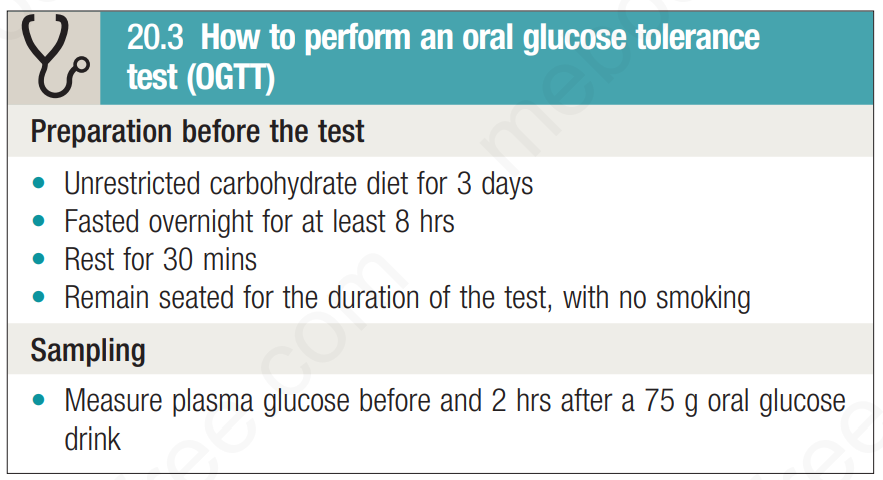 20.3 How to perform an oral glucose tolerance
test (OGTT)
Preparation before the test
• Unrestricted carbohydrate diet for 3 days
• Fasted overnight for at least 8 hrs
• Rest for 30 mins
• Remain seated for the duration of the test, with no smoking
Sampling
• Measure plasma glucose before and 2 hrs after a 75 g oral glucose
drink